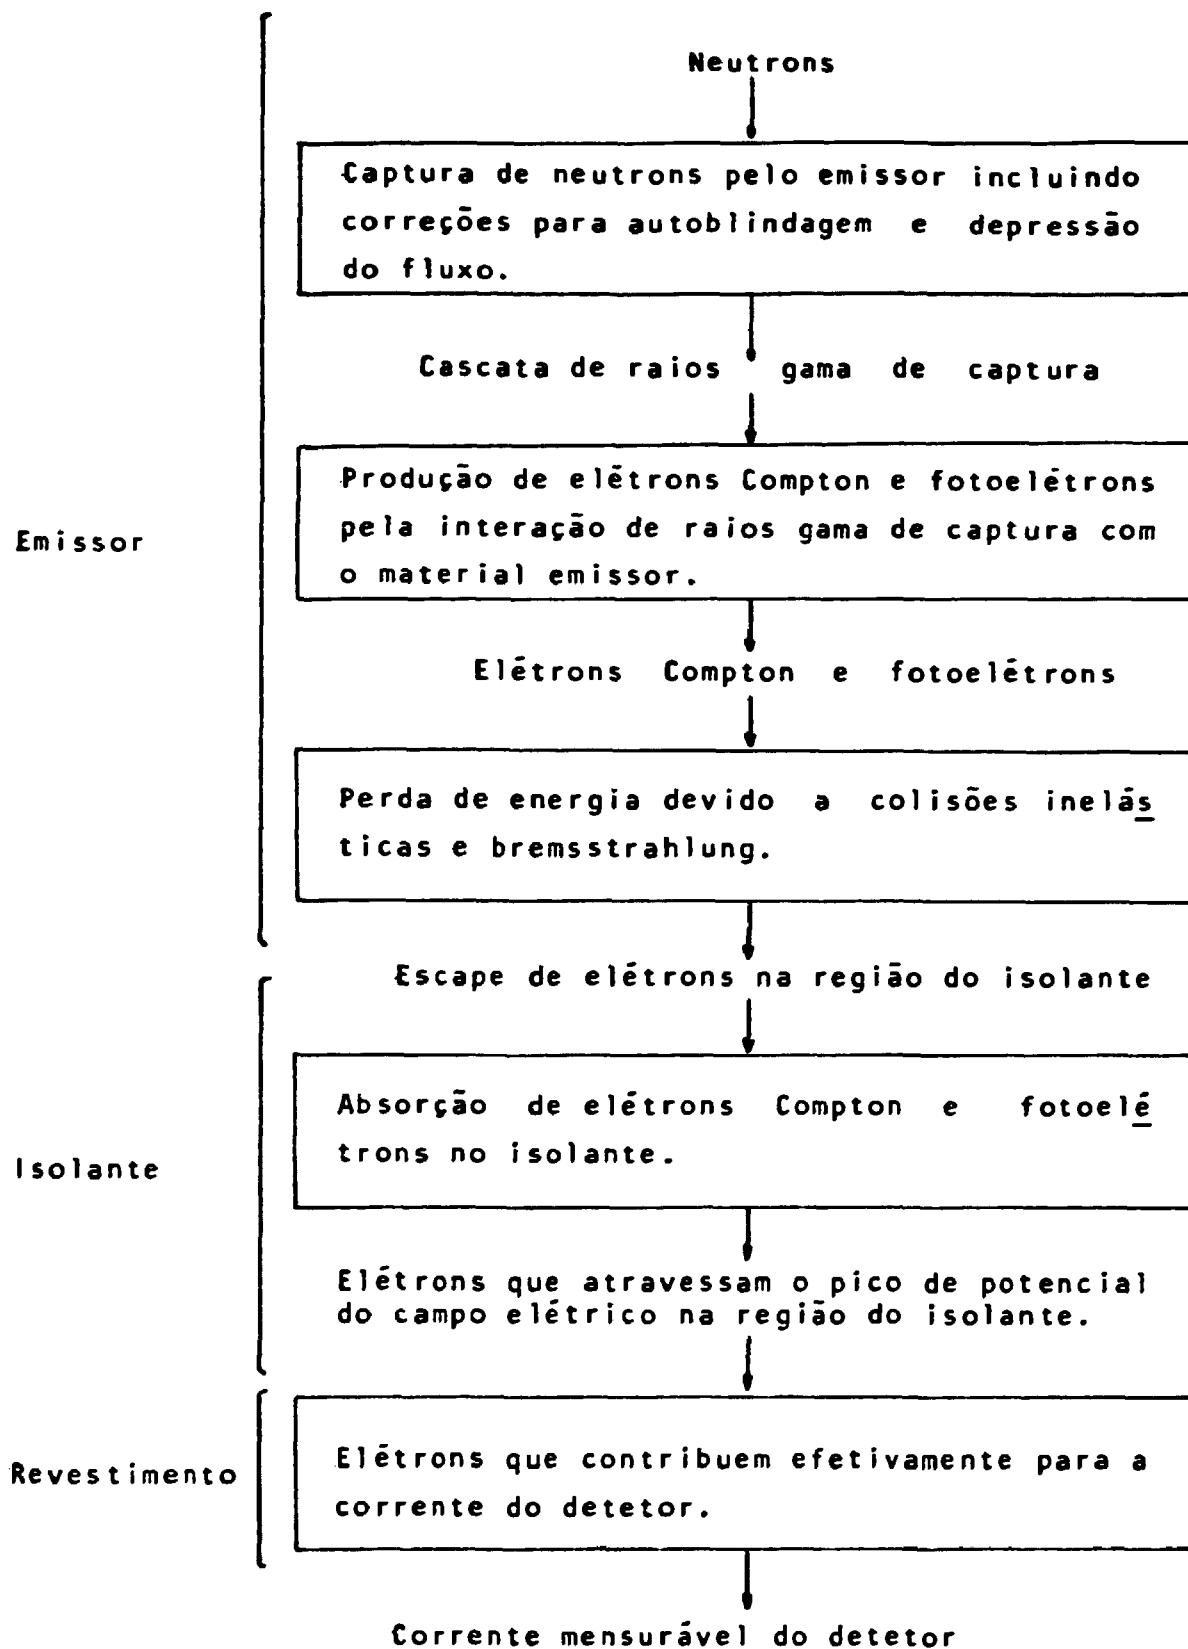 Neutrons
Captura de neutrons pelo emissor incluindo
correções para autoblindagem e depressão
do fluxo.
Cascata de raios gama de captura
Produção de elétrons Compton e fotoelétrons
pela interação de raios gama de captura com
o material emissor.
Emissor
Elétrons Compton e fotoelétrons
Perda de energia devido a colisões inelás
ticas e bremsstrahlung.
Escape de elétrons na região do isolante
Absorção de elétrons Compton e fotoelé
trons no isolante.
Isolante
Elétrons que atravessam o pico de potencial
do campo elétrico na região do isolante.
Elétrons que contribuem efetivamente para a
Revestimento
corrente do detetor.
Corrente mensurável do detetor